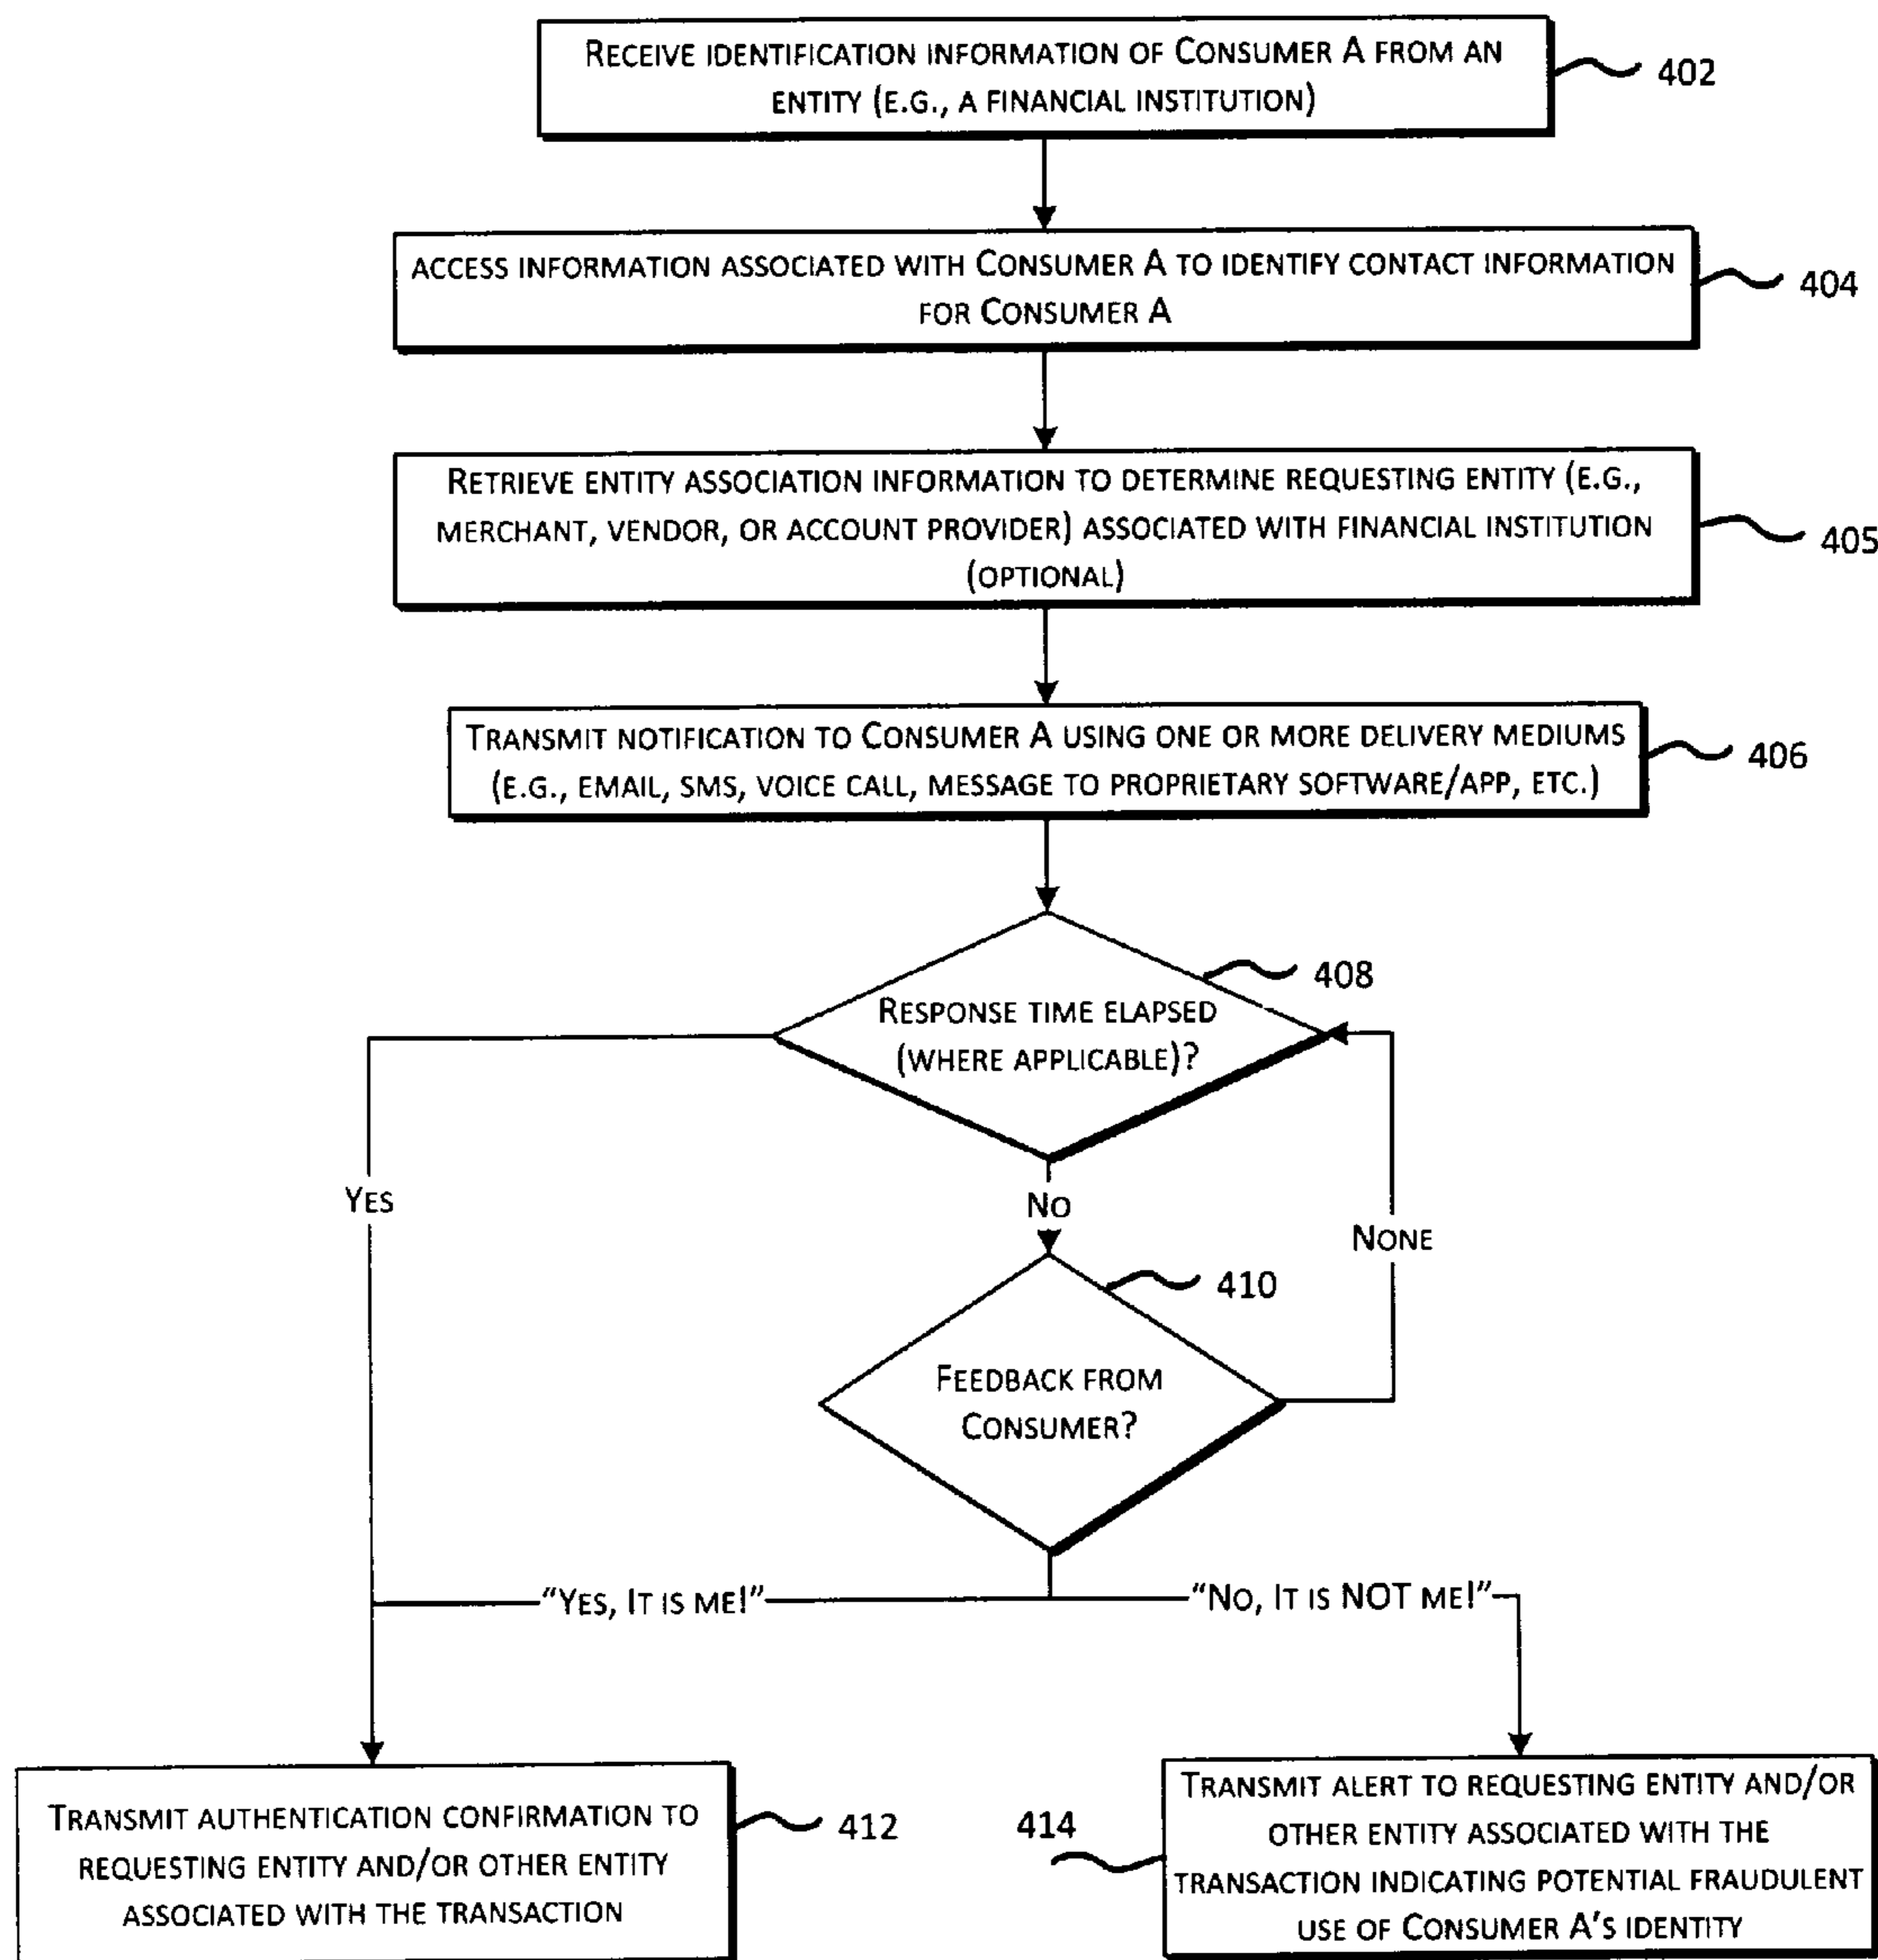 RECEIVE IDENTIFICATION INFORMATION OF CONSUMER A FROM AN
ENTITY (E.G., A FINANCIAL INSTITUTION)
402
ACCESS INFORMATION ASSOCIATED WITH CONSUMER A TO IDENTIFY CONTACT INFORMATION
FOR CONSUMER A
404
RETRIEVE ENTITY ASSOCIATION INFORMATION TO DETERMINE REQUESTING ENTITY (E.G.,
MERCHANT, VENDOR, OR ACCOUNT PROVIDER) ASSOCIATED WITH FINANCIAL INSTITUTION
(OPTIONAL)
405
TRANSMIT NOTIFICATION TO CONSUMER A USING ONE OR MORE DELIVERY MEDIUMS
(E.G., EMAIL, SMS, VOICE CALL, MESSAGE TO PROPRIETARY SOFTWARE/APP, ETC.)
406
408
RESPONSE TIME ELAPSED
(WHERE APPLICABLE)?
YES
NO
NONE
410
FEEDBACK FROM
CONSUMER?
"YES, IT IS ME!"
"NO, IT IS NOT ME!"
TRANSMIT AUTHENTICATION CONFIRMATION TO
REQUESTING ENTITY AND/OR OTHER ENTITY
ASSOCIATED WITH THE TRANSACTION
412
414
TRANSMIT ALERT TO REQUESTING ENTITY AND/OR
OTHER ENTITY ASSOCIATED WITH THE
TRANSACTION INDICATING POTENTIAL FRAUDULENT
USE OF CONSUMER A'S IDENTITY